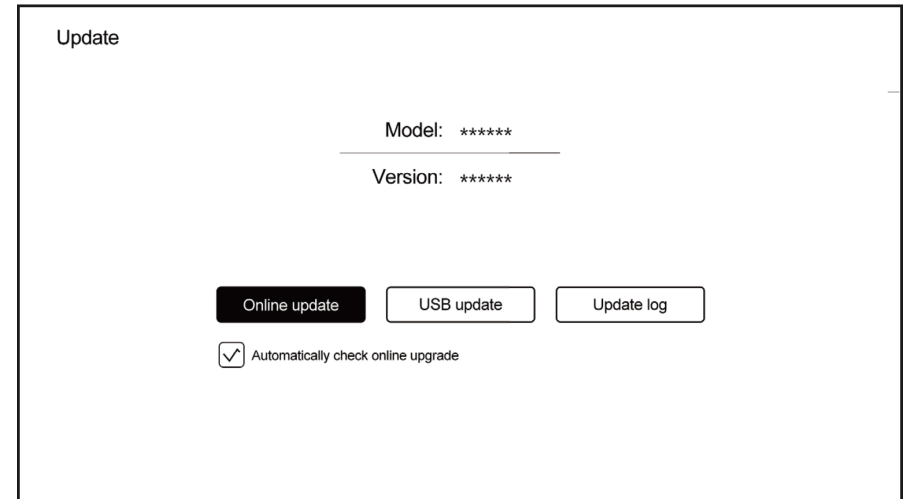 Update
Model: ******
Version: ******
Online update
USB update
Update log
Automatically check online upgrade